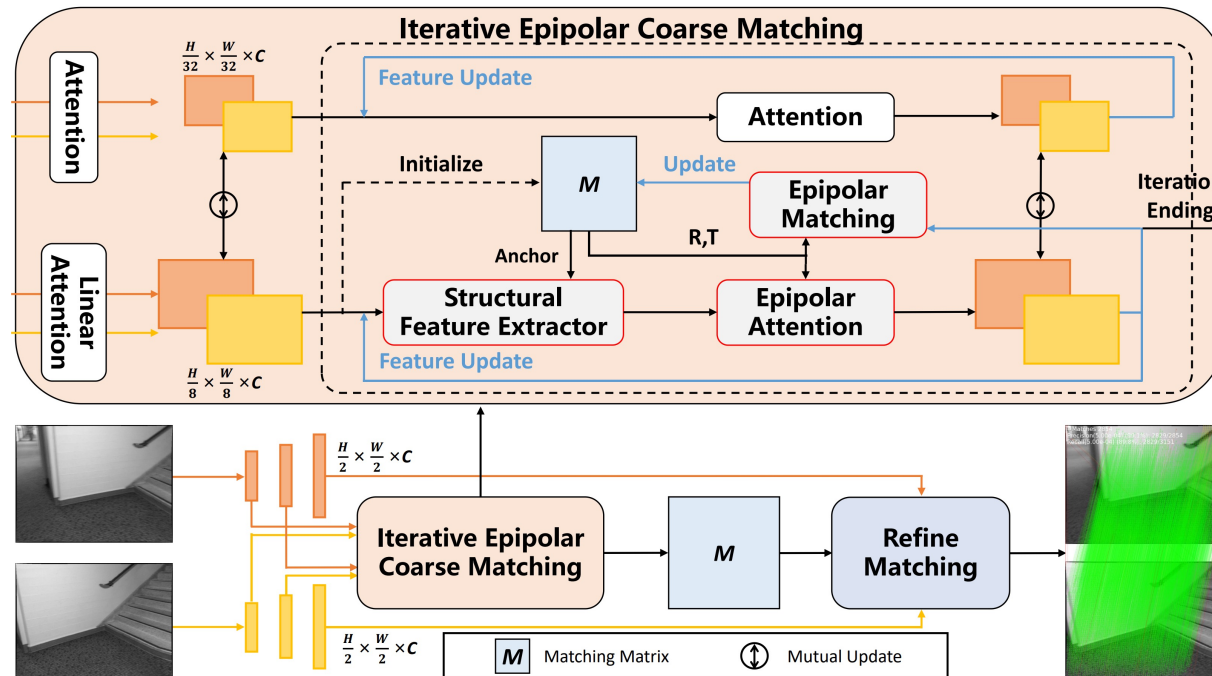 Iterative Epipolar Coarse Matching
H/32 × W/32 × C
Attention
Feature Update
Attention
Initialize
M
Update
Epipolar
Matching
Iteratio
Ending
R,T
Anchor
Linear
Attention
Structural
Feature Extractor
Epipolar
Attention
Feature Update
H/8 × W/8 × C
H/2 × W/2 × C
Iterative Epipolar
Coarse Matching
M
Refine
Matching
H/2 × W/2 × C
M Matching Matrix
Mutual Update